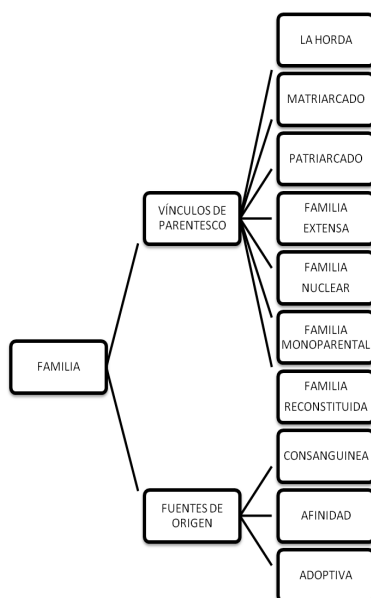 FAMILIA
VÍNCULOS DE
PARENTESCO
LA HORDA
MATRIARCADO
PATRIARCADO
FAMILIA
EXTENSA
FAMILIA
NUCLEAR
FAMILIA
MONOPARENTAL
FAMILIA
RECONSTITUIDA
FUENTES DE
ORIGEN
CONSANGUINEA
AFINIDAD
ADOPTIVA